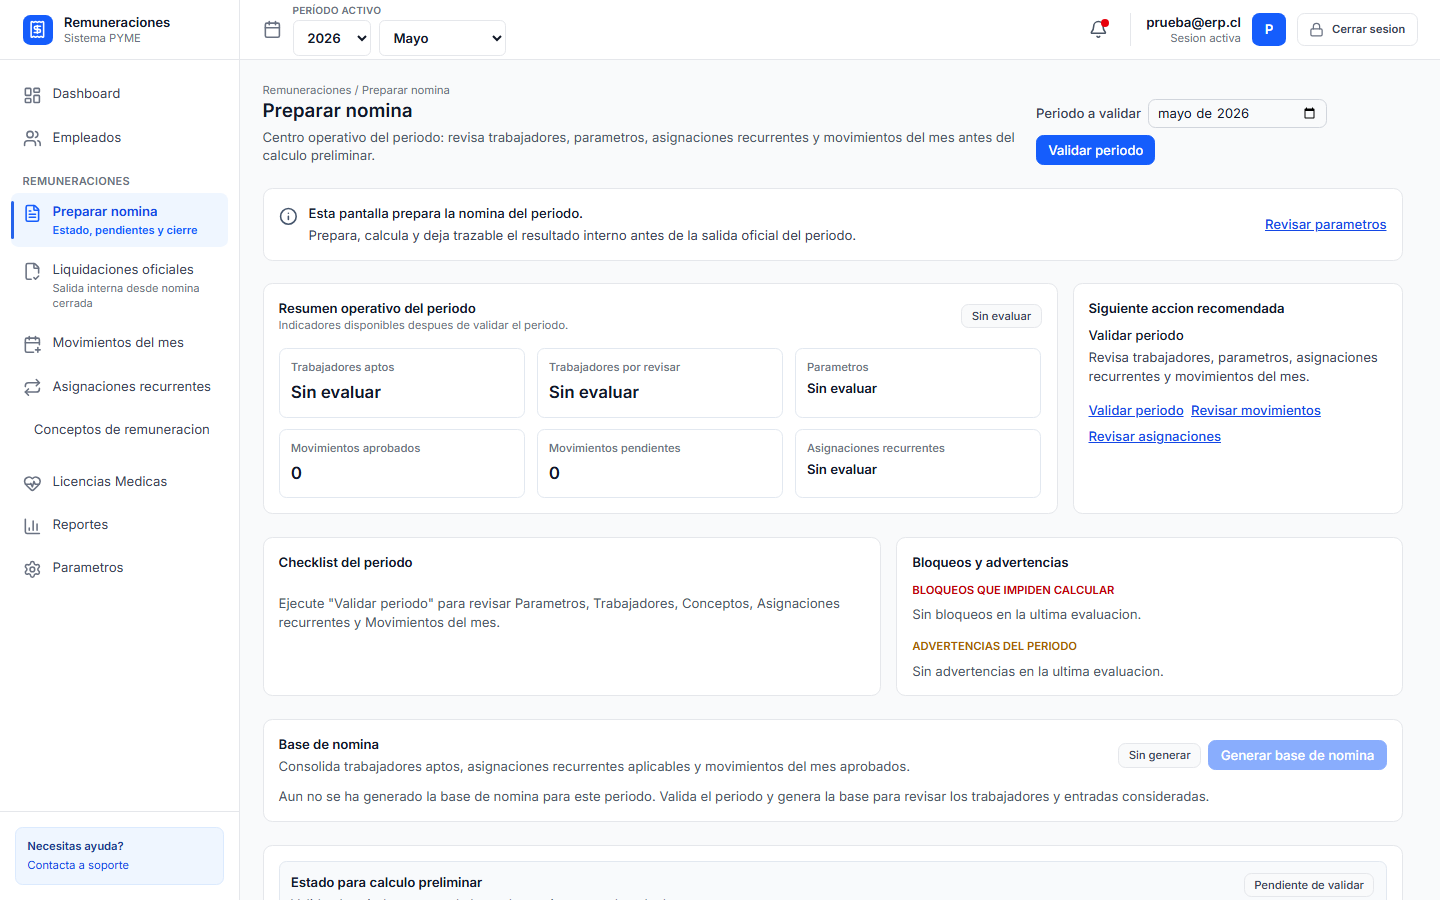 Remuneraciones
Sistema PYME
PERÍODO ACTIVO
2026
Mayo
prueba@erp.cl
Sesion activa
P
Cerrar sesion
Dashboard
Empleados
REMUNERACIONES
Preparar nomina
Estado, pendientes y cierre
Liquidaciones oficiales
Salida interna desde nomina
cerrada
Movimientos del mes
Asignaciones recurrentes
Conceptos de remuneracion
Licencias Medicas
Reportes
Parametros
Necesitas ayuda?
Contacta a soporte
Remuneraciones / Preparar nomina
Preparar nomina
Centro operativo del periodo: revisa trabajadores, parametros, asignaciones recurrentes y movimientos del mes antes del
calculo preliminar.
Periodo a validar
mayo de 2026
Validar periodo
Esta pantalla prepara la nomina del periodo.
Prepara, calcula y deja trazable el resultado interno antes de la salida oficial del periodo.
Revisar parametros
Resumen operativo del periodo
Indicadores disponibles despues de validar el periodo.
Sin evaluar
Trabajadores aptos
Sin evaluar
Trabajadores por revisar
Sin evaluar
Parametros
Sin evaluar
Movimientos aprobados
0
Movimientos pendientes
0
Asignaciones recurrentes
Sin evaluar
Siguiente accion recomendada
Validar periodo
Revisa trabajadores, parametros, asignaciones
recurrentes y movimientos del mes.
Validar periodo Revisar movimientos
Revisar asignaciones
Checklist del periodo
Ejecute "Validar periodo" para revisar Parametros, Trabajadores, Conceptos, Asignaciones
recurrentes y Movimientos del mes.
Bloqueos y advertencias
BLOQUEOS QUE IMPIDEN CALCULAR
Sin bloqueos en la ultima evaluacion.
ADVERTENCIAS DEL PERIODO
Sin advertencias en la ultima evaluacion.
Base de nomina
Consolida trabajadores aptos, asignaciones recurrentes aplicables y movimientos del mes aprobados.
Sin generar
Generar base de nomina
Aun no se ha generado la base de nomina para este periodo. Valida el periodo y genera la base para revisar los trabajadores y entradas consideradas.
Estado para calculo preliminar
Pendiente de validar